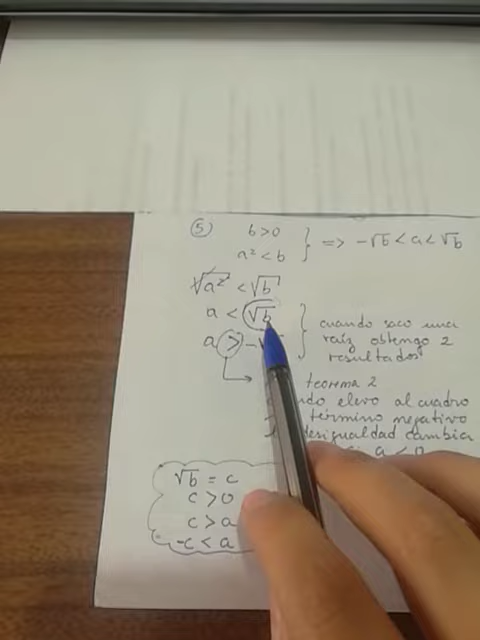 ⑤ b>0
a² < b } => -√b < a < √b
√a² < √b
a < √b
a > -
cuando saco una
raíz obtengo 2
resultados
teorema 2
elevo al cuadro
término negativo
desigualdad cambia
a < 0
√b = c
c > 0
c > a
-c < a